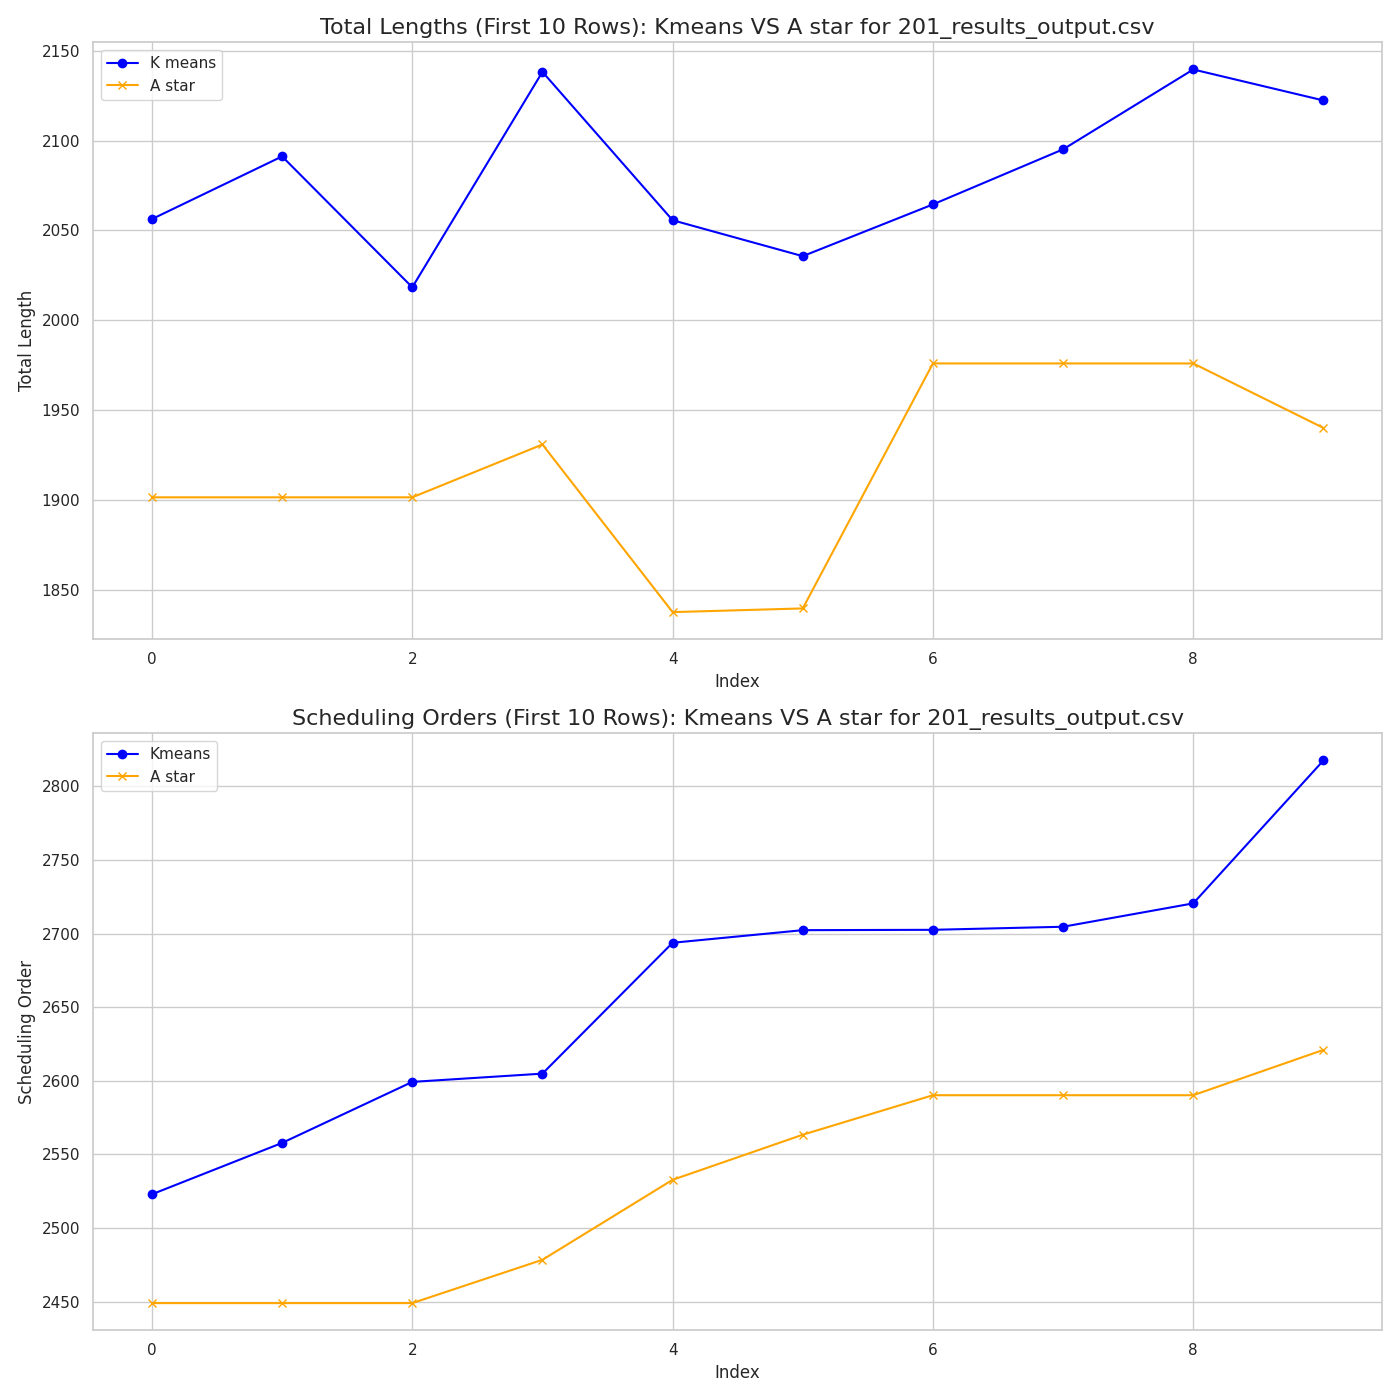 Total Lengths (First 10 Rows): Kmeans VS A star for 201_results_output.csv
K means
A star
2150
2100
2050
2000
1950
1900
1850
Total Length
0 2 4 6 8
Index
Scheduling Orders (First 10 Rows): Kmeans VS A star for 201_results_output.csv
Kmeans
A star
2800
2750
2700
2650
2600
2550
2500
2450
Scheduling Order
0 2 4 6 8
Index